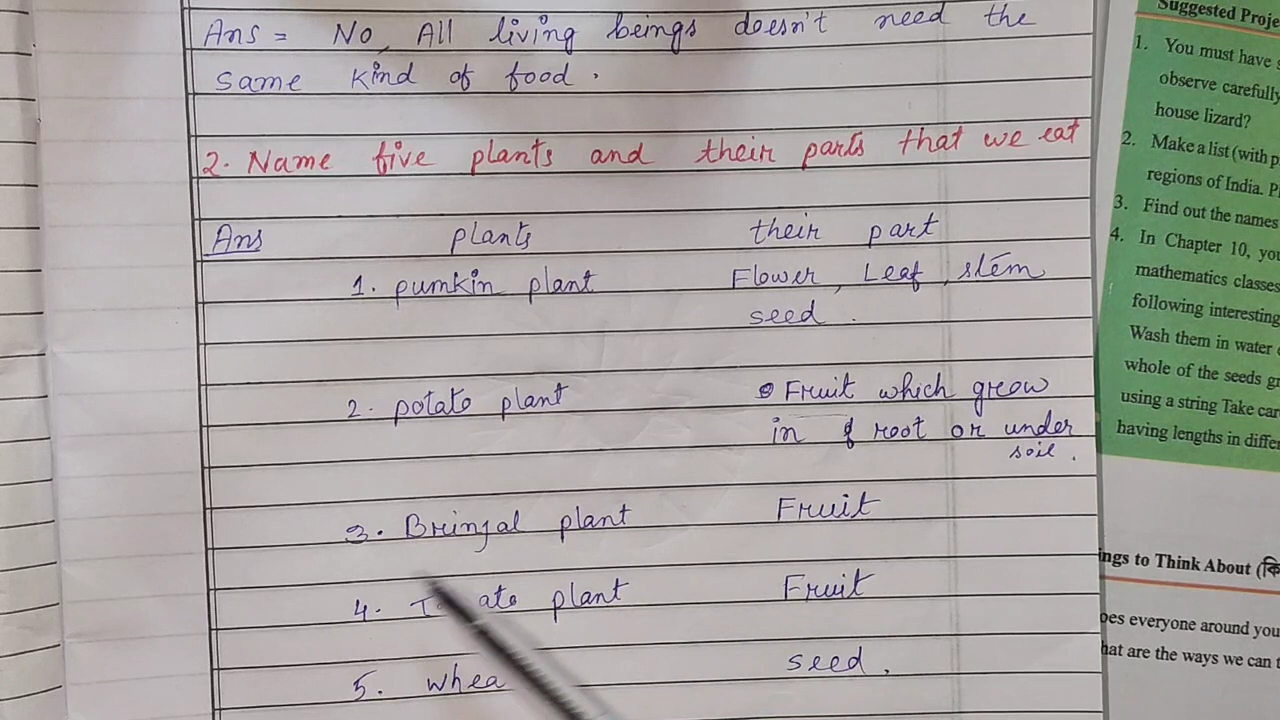 Ans = No, All living beings doesn't need the
same kind of food.
2. Name five plants and their parts that we eat
Ans plants their part
1. pumkin plant Flower, Leaf, stem
seed.
2. potato plant Fruit which grow
in root or under
soil.
3. Brinjal plant Fruit
4. plant Fruit
5. seed.
Suggested Proje
1. You must have s
observe carefully
house lizard?
2. Make a list (with p
regions of India. Pl
3. Find out the names
4. In Chapter 10, you
mathematics classes
following interesting
Wash them in water
whole of the seeds gr
using a string Take car
having lengths in differ
ings to Think About (कि
oes everyone around you
hat are the ways we can t